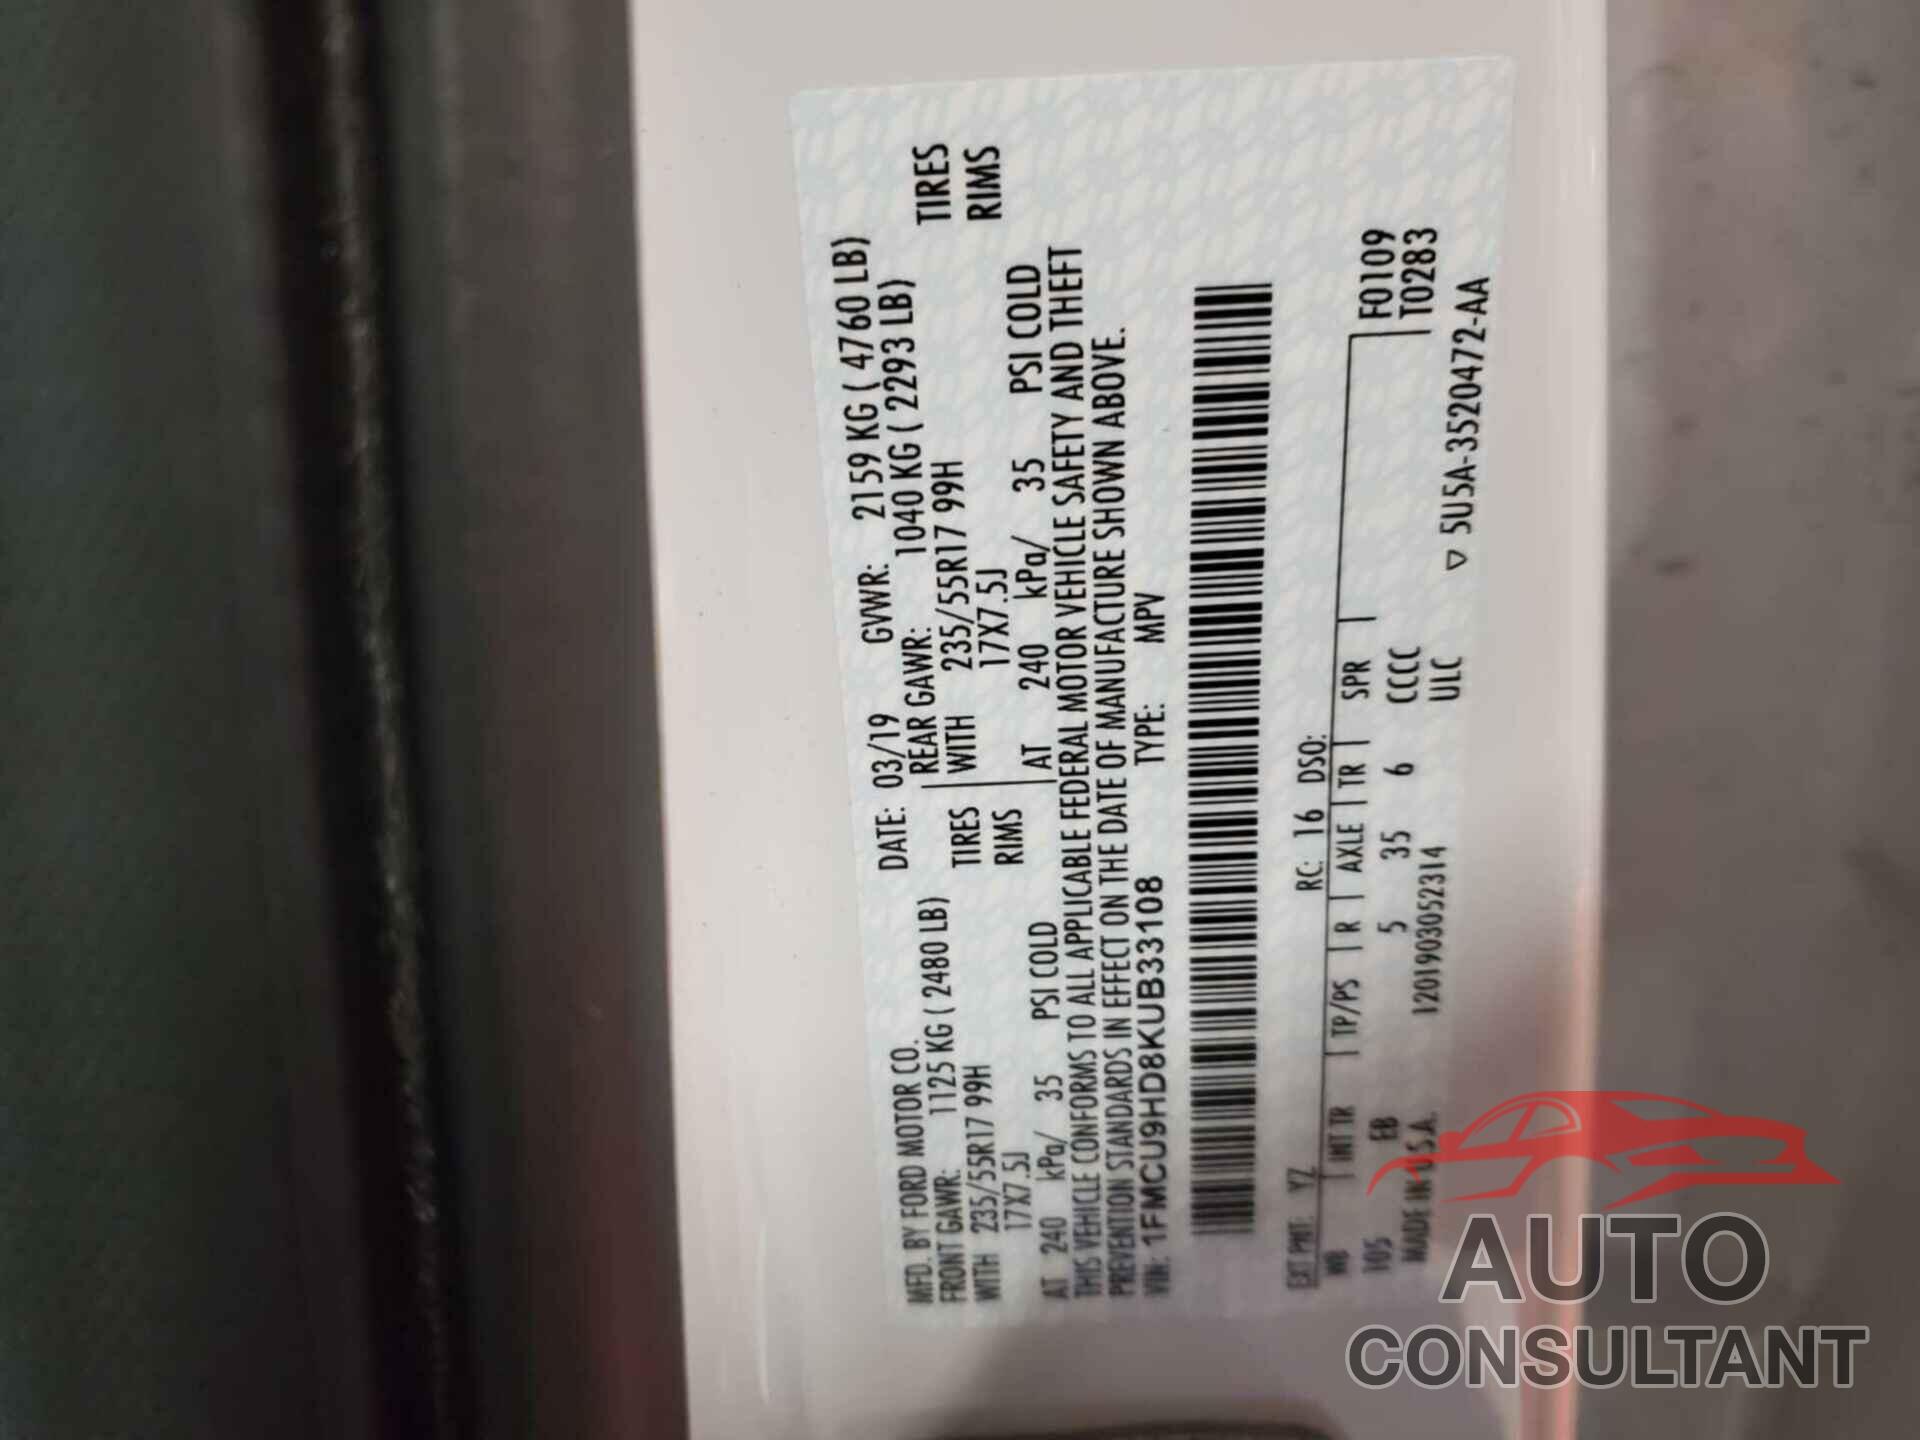 MFD. BY FORD MOTOR CO. DATE: 03/19 GVWR: 2159 KG ( 4760 LB)
FRONT GAWR: 1125 KG ( 2480 LB) REAR GAWR: 1040 KG ( 2293 LB)
WITH 235/55R17 99H TIRES WITH 235/55R17 99H TIRES
17X7.5J RIMS 17X7.5J RIMS
AT 240 kPa/ 35 PSI COLD AT 240 kPa/ 35 PSI COLD
THIS VEHICLE CONFORMS TO ALL APPLICABLE FEDERAL MOTOR VEHICLE SAFETY AND THEFT
PREVENTION STANDARDS IN EFFECT ON THE DATE OF MANUFACTURE SHOWN ABOVE.
VIN: 1FMCU9HD8KUB33108 TYPE: MPV
EXT PNT: YZ RC: 16 DSO:
WB INT TR TP/PS R AXLE TR SPR F0109
105 EB 5 35 6 CCCC T0283
MADE IN U.S.A. 1201903052314 ULC
▽ 5U5A-3520472-AA
AUTO
CONSULTANT